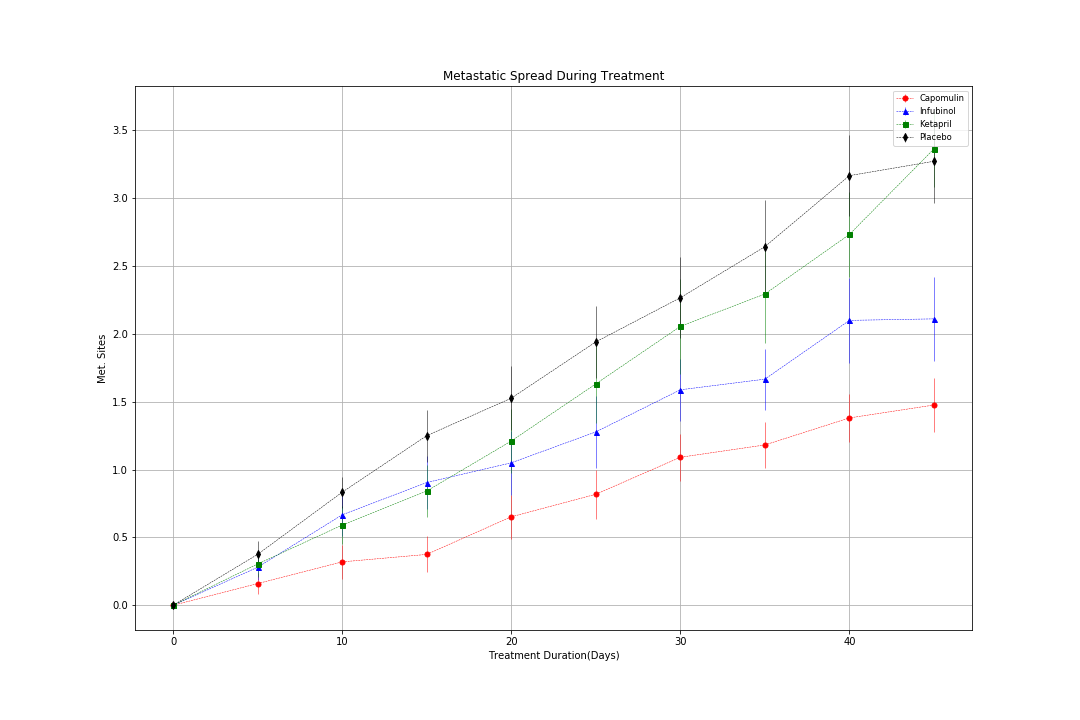 Metastatic Spread During Treatment
Capomulin
Infubinol
Ketapril
Placebo
3.5
3.0
2.5
2.0
1.5
1.0
0.5
0.0
Met. Sites
0 10 20 30 40
Treatment Duration(Days)